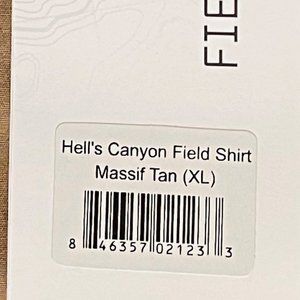 FIE
Hell's Canyon Field Shirt
Massif Tan (XL)
8 46357 02123 3